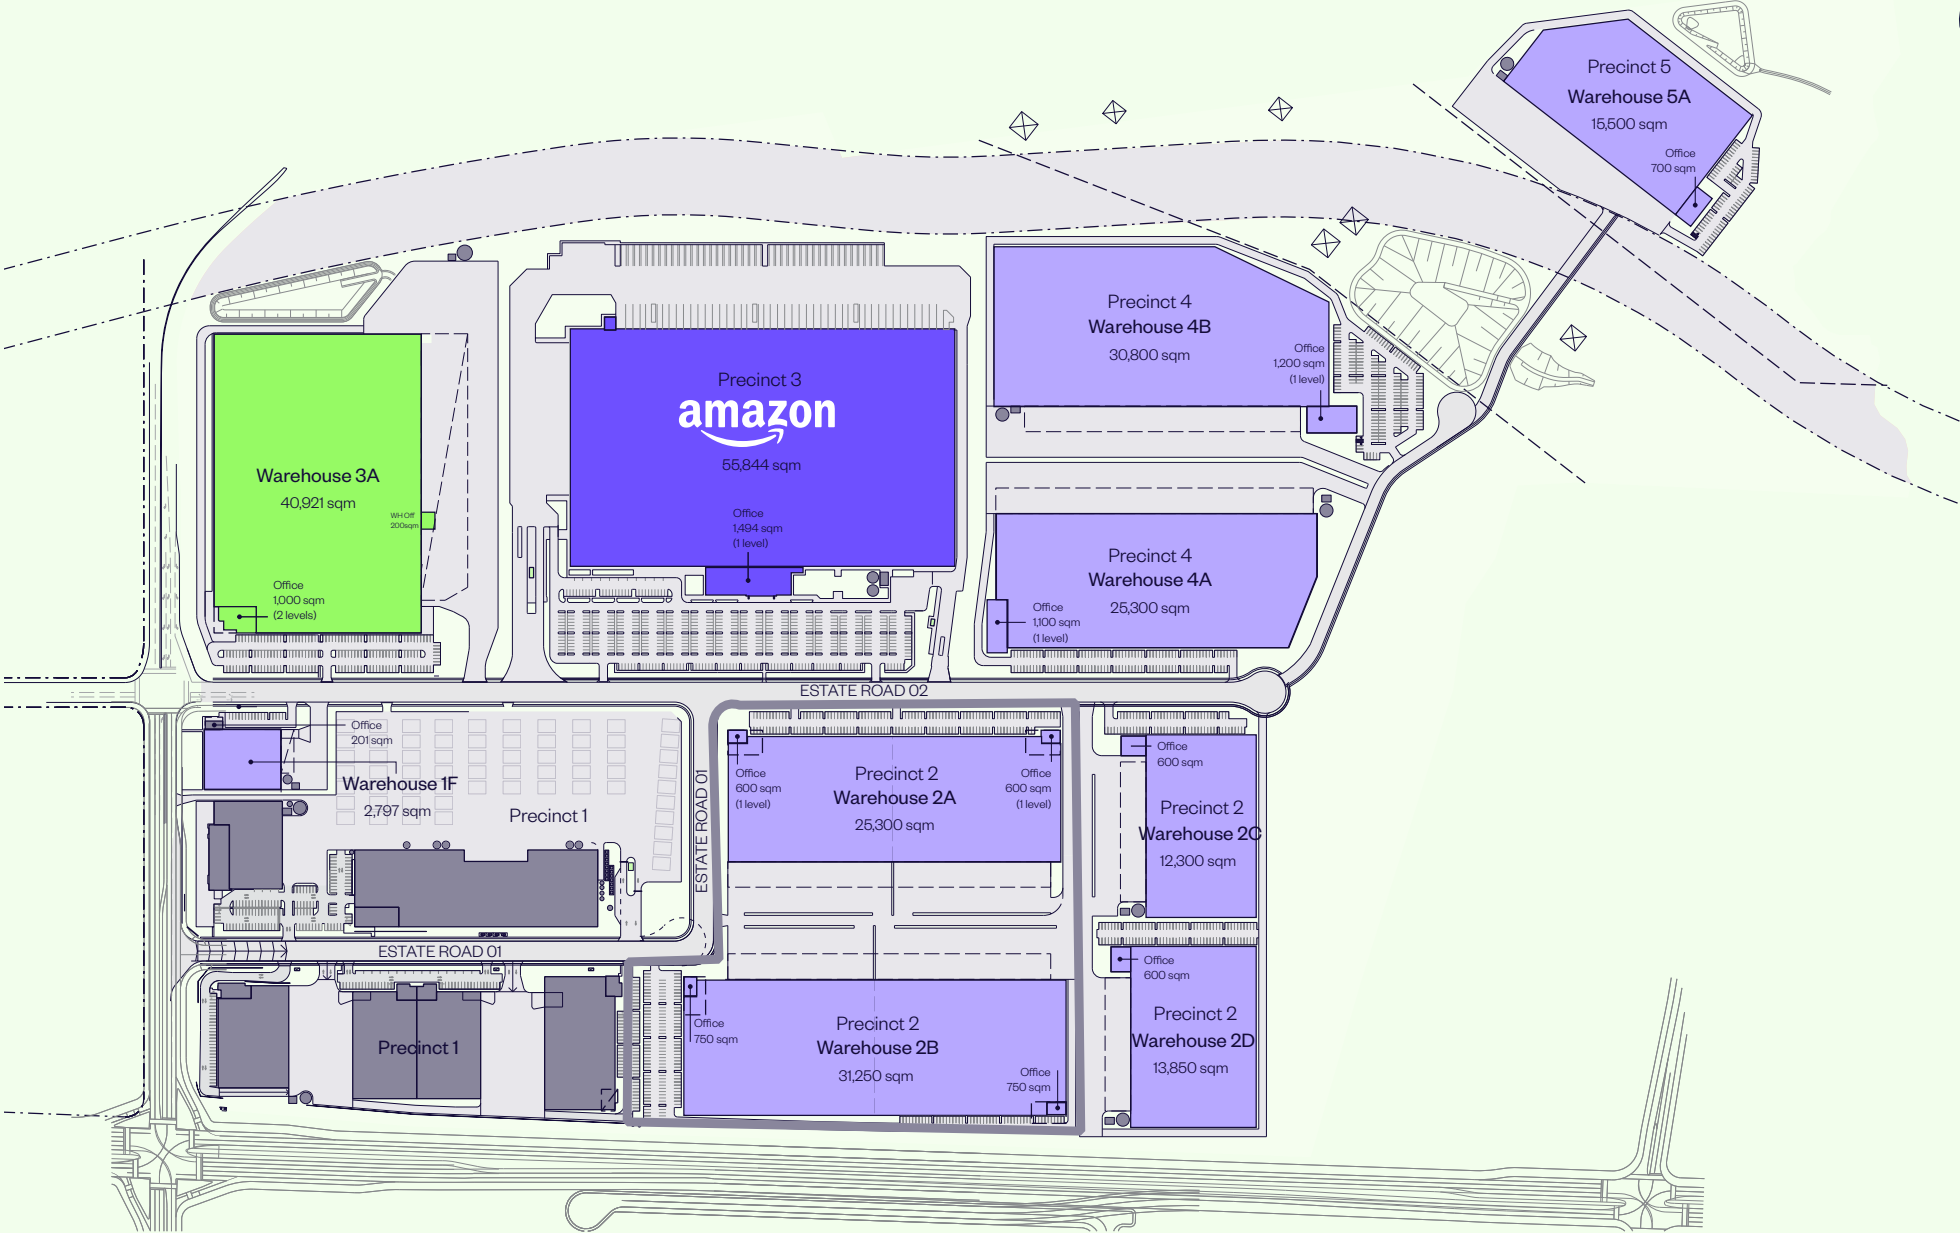 Precinct 5
Warehouse 5A
15,500 sqm
Office
700 sqm
Precinct 4
Warehouse 4B
30,800 sqm
Office
1,200 sqm
(1 level)
Precinct 3
amazon
55,844 sqm
Office
1,494 sqm
(1 level)
Warehouse 3A
40,921 sqm
WH Off
200sqm
Office
1,000 sqm
(2 levels)
Precinct 4
Warehouse 4A
25,300 sqm
Office
1,100 sqm
(1 level)
ESTATE ROAD 02
Office
201 sqm
Warehouse 1F
2,797 sqm
Precinct 1
ESTATE ROAD 01
Precinct 2
Warehouse 2A
25,300 sqm
Office
600 sqm
(1 level)
Office
600 sqm
(1 level)
Office
600 sqm
Precinct 2
Warehouse 2C
12,300 sqm
ESTATE ROAD 01
Office
600 sqm
Precinct 2
Warehouse 2D
13,850 sqm
Precinct 1
Office
750 sqm
Precinct 2
Warehouse 2B
31,250 sqm
Office
750 sqm